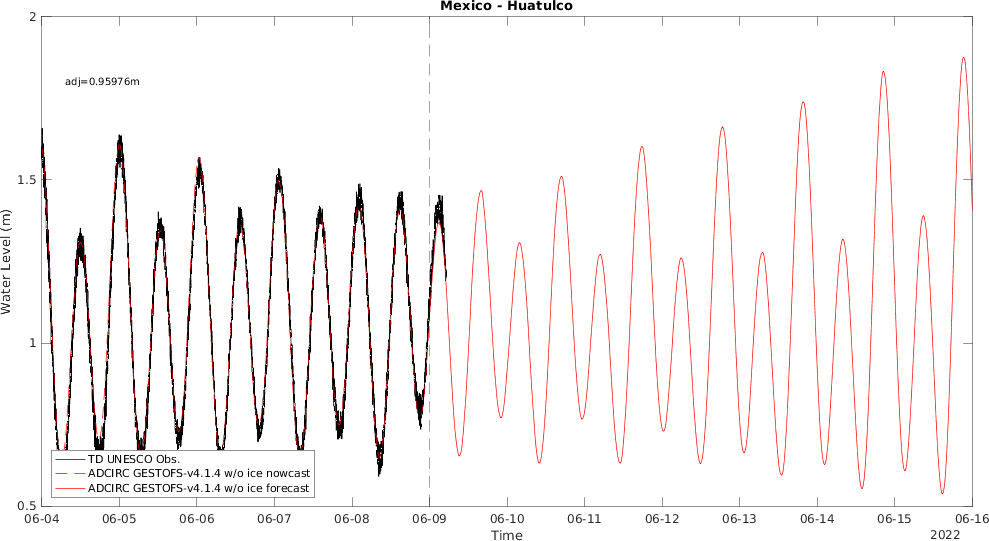 Mexico - Huatulco
2
adj=0.95976m
1.5
Water Level (m)
1
TD UNESCO Obs.
ADCIRC GESTOFS-v4.1.4 w/o ice nowcast
ADCIRC GESTOFS-v4.1.4 w/o ice forecast
0.5
06-04 06-05 06-06 06-07 06-08 06-09 06-10 06-11 06-12 06-13 06-14 06-15 06-16
Time
2022